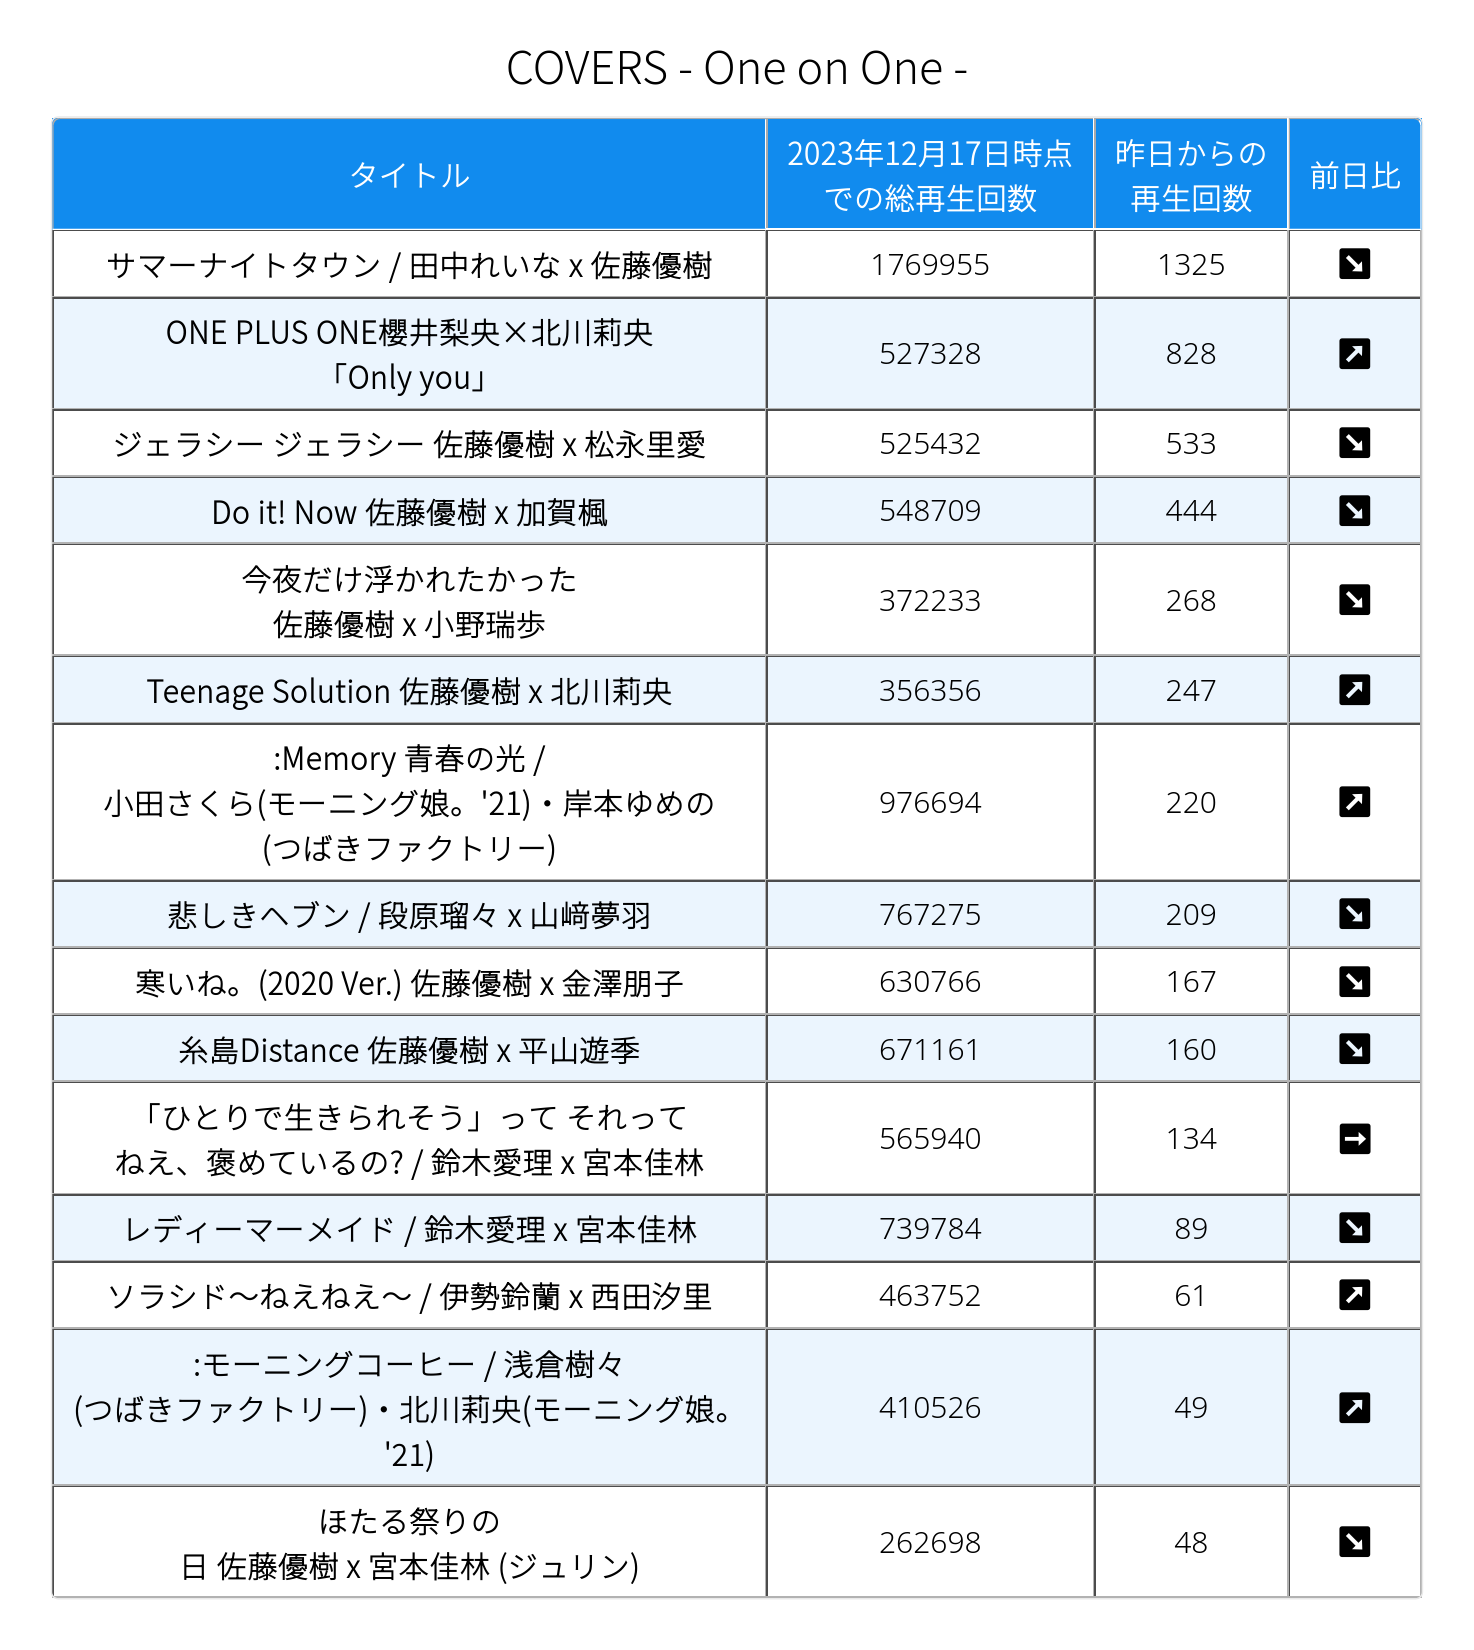 COVERS - One on One -
タイトル
2023年12月17日時点
での総再生回数
昨日からの
再生回数
前日比
サマーナイトタウン / 田中れいな x 佐藤優樹
1769955
1325
↘
ONE PLUS ONE櫻井梨央×北川莉央
「Only you」
527328
828
↗
ジェラシー ジェラシー 佐藤優樹 x 松永里愛
525432
533
↘
Do it! Now 佐藤優樹 x 加賀楓
548709
444
↘
今夜だけ浮かれたかった
佐藤優樹 x 小野瑞歩
372233
268
↘
Teenage Solution 佐藤優樹 x 北川莉央
356356
247
↗
:Memory 青春の光 /
小田さくら(モーニング娘。'21)・岸本ゆめの
(つばきファクトリー)
976694
220
↗
悲しきヘブン / 段原瑠々 x 山﨑夢羽
767275
209
↘
寒いね。(2020 Ver.) 佐藤優樹 x 金澤朋子
630766
167
↘
糸島Distance 佐藤優樹 x 平山遊季
671161
160
↘
「ひとりで生きられそう」って それって
ねえ、褒めているの? / 鈴木愛理 x 宮本佳林
565940
134
→
レディーマーメイド / 鈴木愛理 x 宮本佳林
739784
89
↘
ソラシド～ねえねえ～ / 伊勢鈴蘭 x 西田汐里
463752
61
↗
:モーニングコーヒー / 浅倉樹々
(つばきファクトリー)・北川莉央(モーニング娘。
'21)
410526
49
↗
ほたる祭りの
日 佐藤優樹 x 宮本佳林 (ジュリン)
262698
48
↘